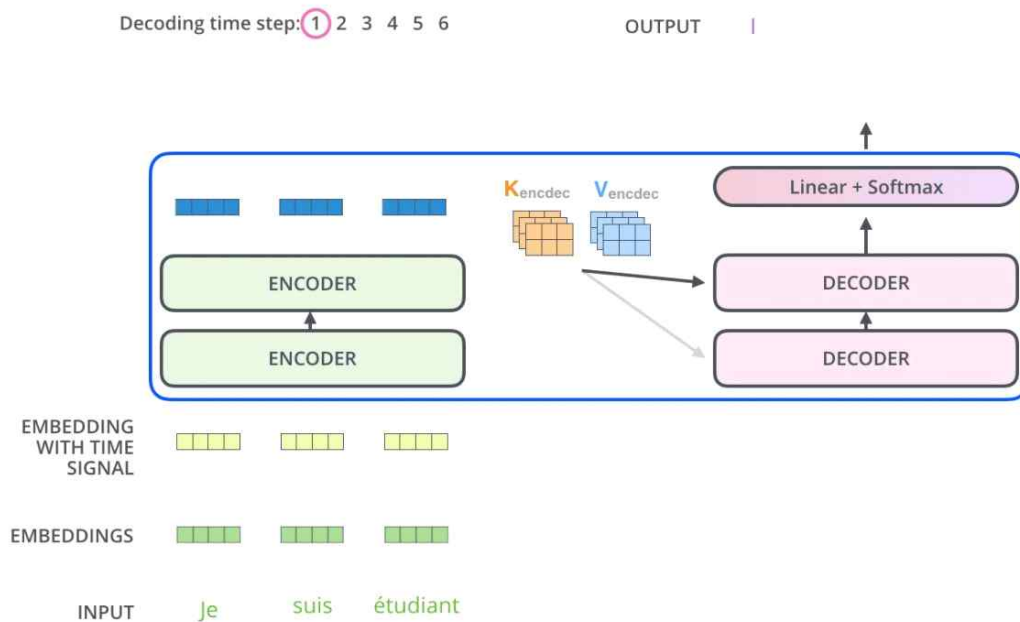 Decoding time step: 1 2 3 4 5 6 OUTPUT I
Kencdec Vencdec
Linear + Softmax
ENCODER DECODER
ENCODER DECODER
EMBEDDING
WITH TIME
SIGNAL
EMBEDDINGS
INPUT Je suis étudiant